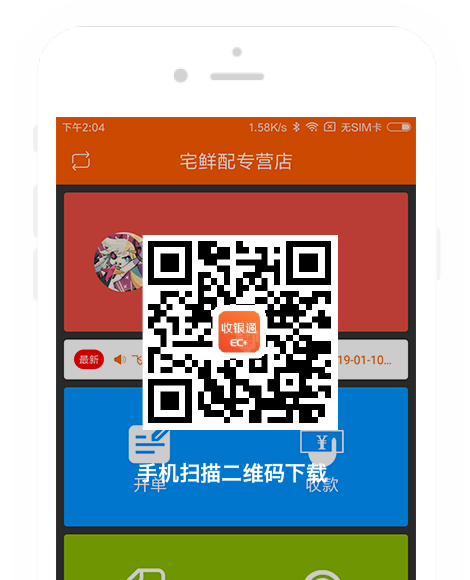 下午2:04
1.58K/s 无SIM卡
宅鲜配专营店
收银通
EC+
最新
飞
19-01-10...
¥
手机扫描二维码下载
开单
收款